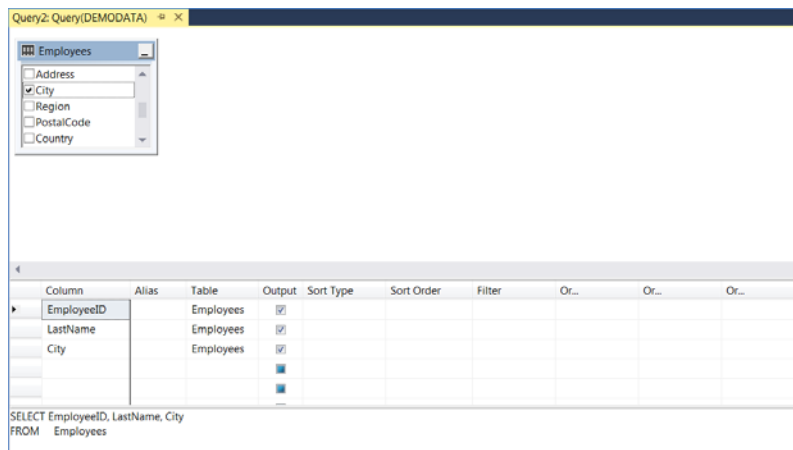 Query2: Query(DEMODATA)
Employees
Address
City
Region
PostalCode
Country
Column Alias Table Output Sort Type Sort Order Filter Or... Or... Or...
EmployeeID Employees
LastName Employees
City Employees
SELECT EmployeeID, LastName, City
FROM Employees